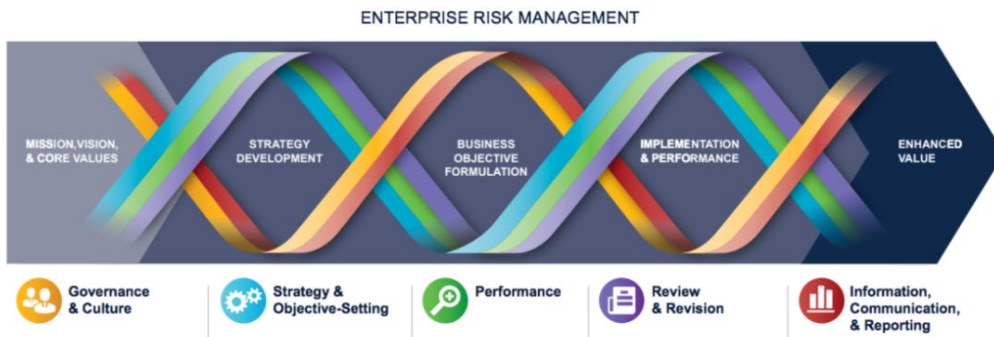 ENTERPRISE RISK MANAGEMENT
MISSION, VISION,
& CORE VALUES
STRATEGY
DEVELOPMENT
BUSINESS
OBJECTIVE
FORMULATION
IMPLEMENTATION
& PERFORMANCE
ENHANCED
VALUE
Governance
& Culture
Strategy &
Objective-Setting
Performance
Review
& Revision
Information,
Communication,
& Reporting